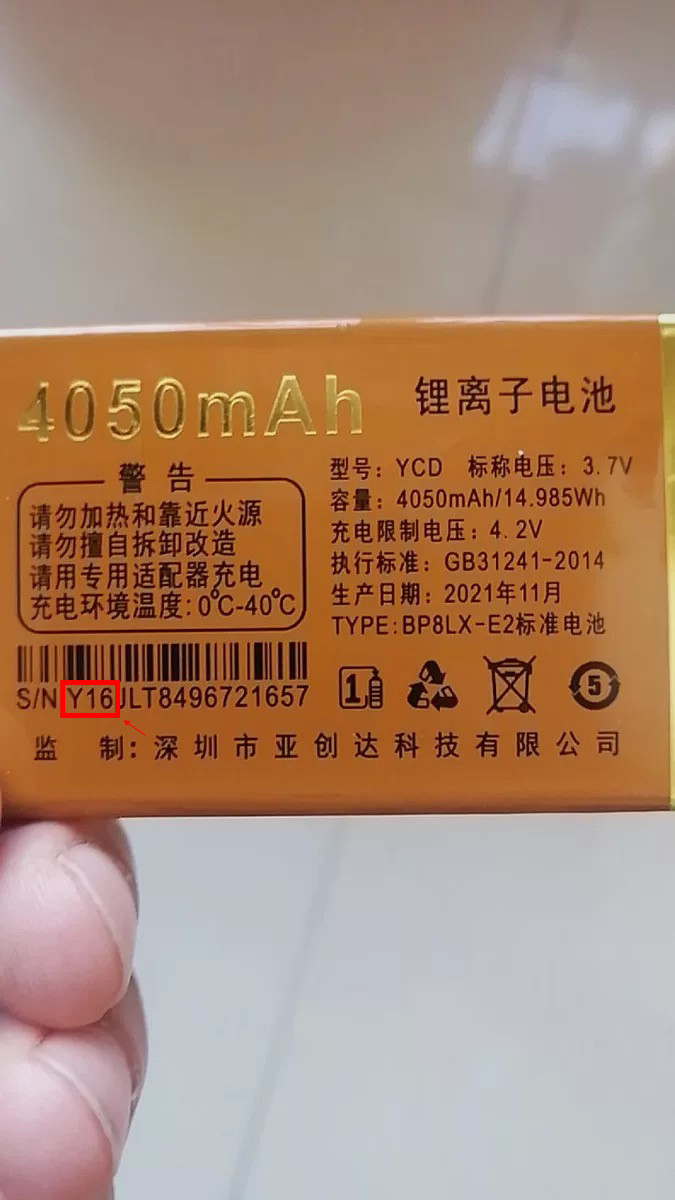 4050mAh
锂离子电池
警告
请勿加热和靠近火源
请勿擅自拆卸改造
请用专用适配器充电
充电环境温度:0℃-40℃
型号: YCD 标称电压: 3.7V
容量: 4050mAh/14.985Wh
充电限制电压: 4.2V
执行标准: GB31241-2014
生产日期: 2021年11月
TYPE:BP8LX-E2标准电池
S/N Y16JLT8496721657
1
5
监 制: 深圳市亚创达科技有限公司